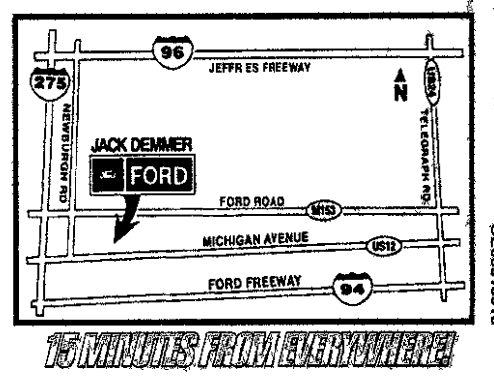 96
JEFFR ES FREEWAY
275
US24
N
NEWBURGH RD
TELEGRAPH RD.
JACK DEMMER
FORD
FORD ROAD
M153
MICHIGAN AVENUE
US12
FORD FREEWAY
94
15 MINUTES FROM EVERYWHERE!